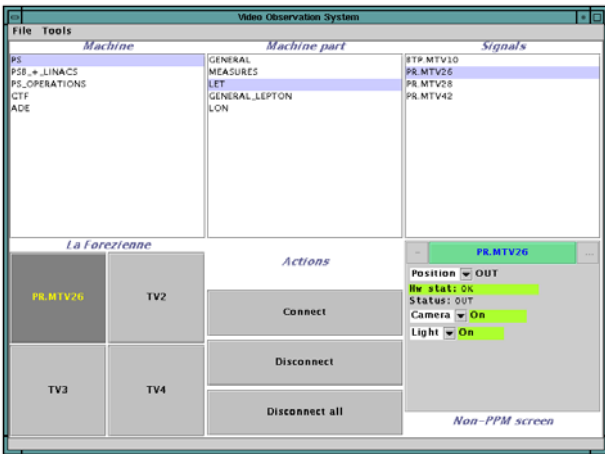 Video Observation System
File Tools
Machine Machine part Signals
PS
PSB_+_LINACS
PS_OPERATIONS
CTF
ADE
GENERAL
MEASURES
LET
GENERAL_LEPTON
LON
BTP.MTV10
PR.MTV26
PR.MTV28
PR.MTV42
La Forezienne
PR.MTV26 TV2
TV3 TV4
Actions
Connect
Disconnect
Disconnect all
- PR.MTV26 ...
Position OUT
Hw stat: OK
Status: OUT
Camera On
Light On
Non-PPM screen